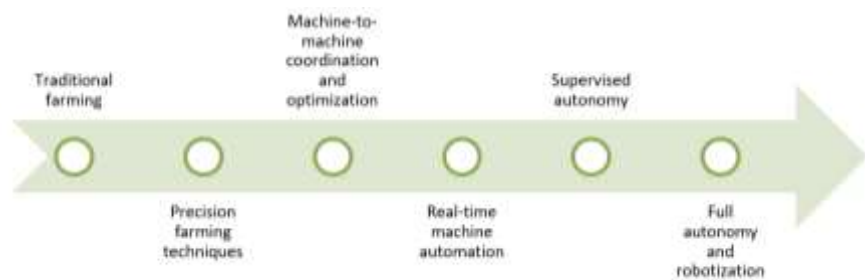 Traditional
farming
Precision
farming
techniques
Machine-to-
machine
coordination
and
optimization
Real-time
machine
automation
Supervised
autonomy
Full
autonomy
and
robotization